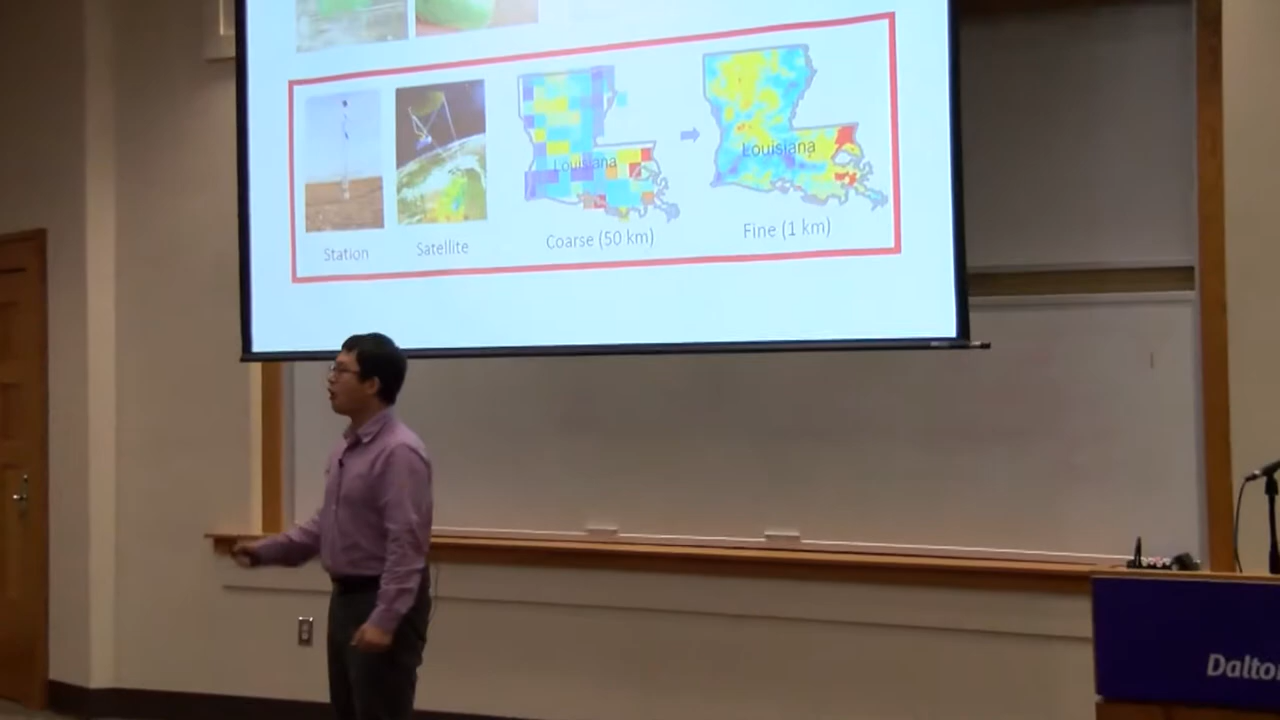 Louisiana
Louisiana
Station
Satellite
Coarse (50 km)
Fine (1 km)
Dalto